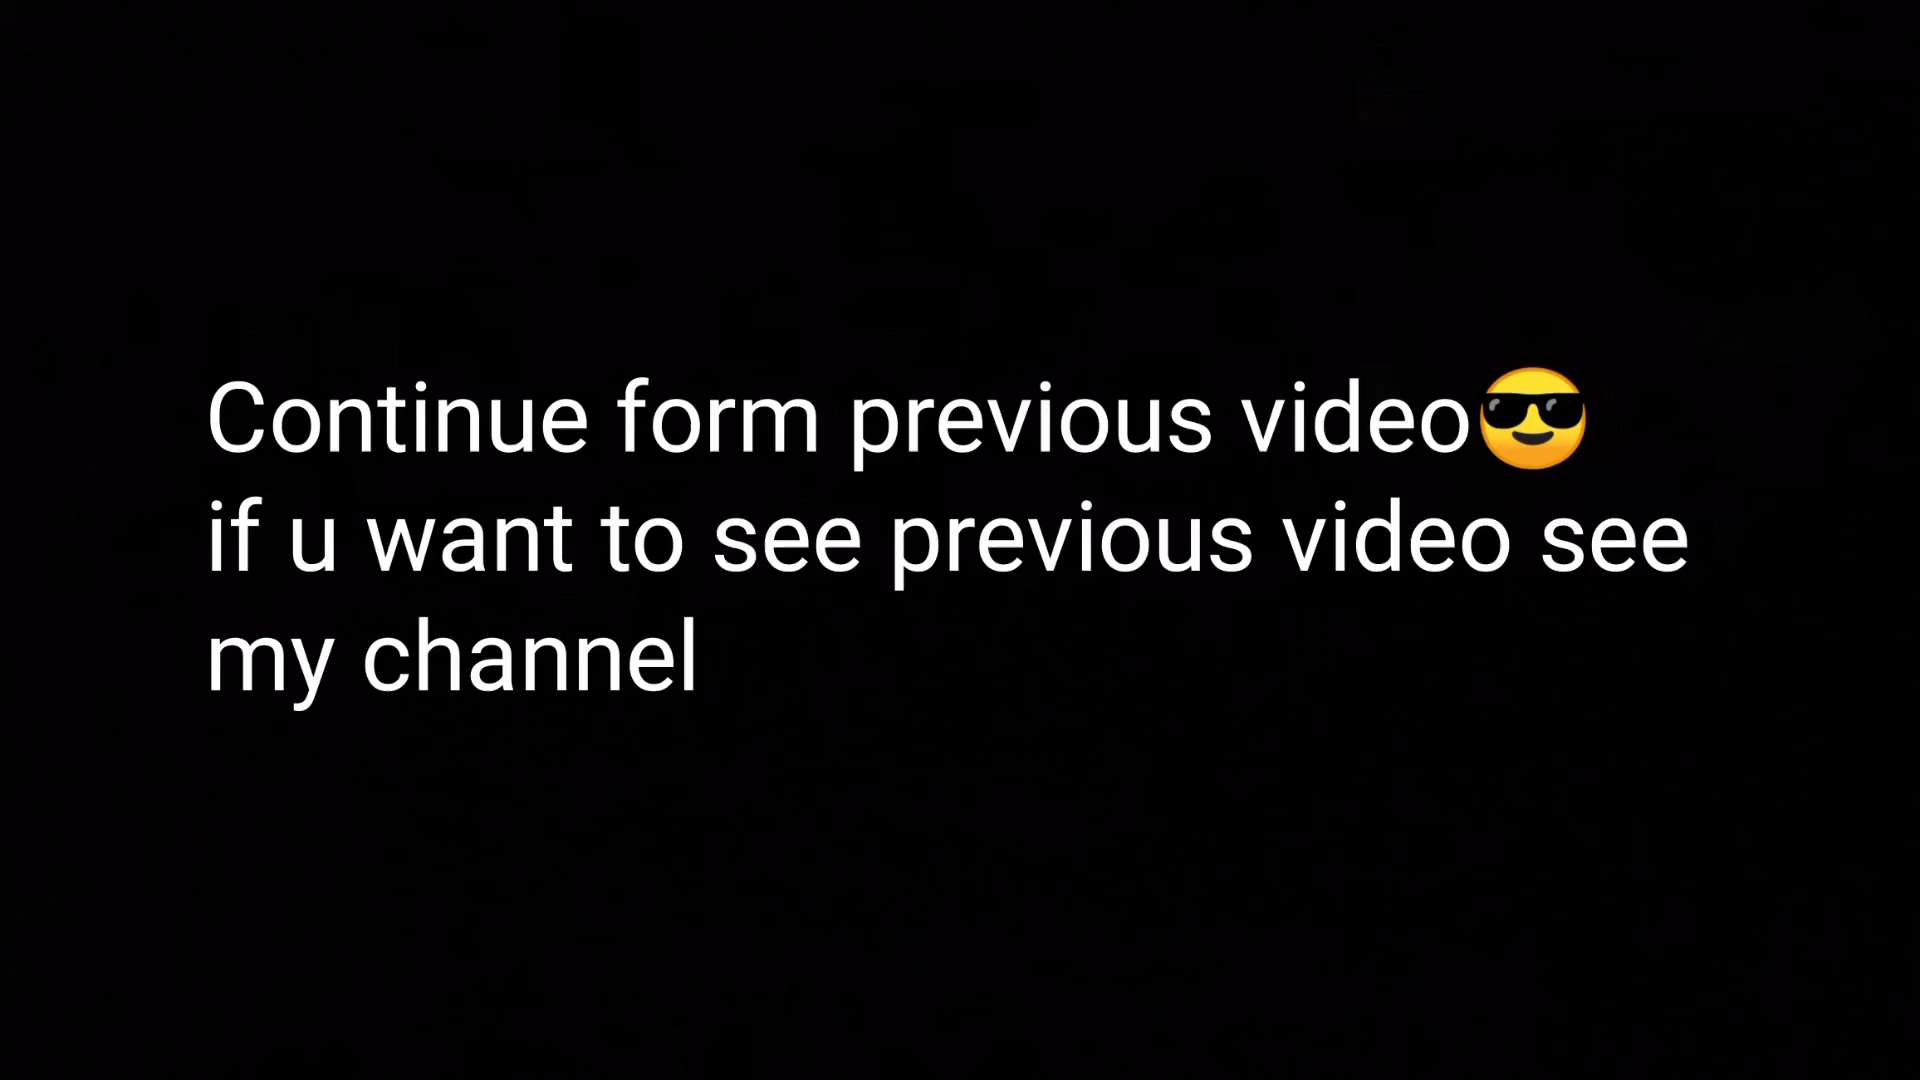 Continue form previous video😎
if u want to see previous video see
my channel